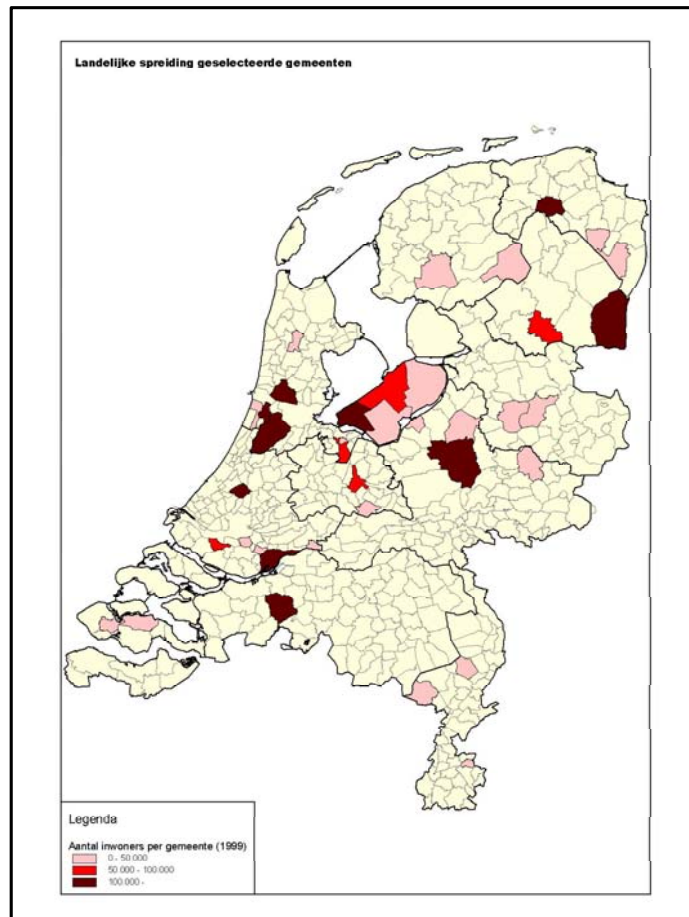 Landelijke spreiding geselecteerde gemeenten
Legenda
Aantal inwoners per gemeente (1999)
0 - 50.000
50.000 - 100.000
100.000 -